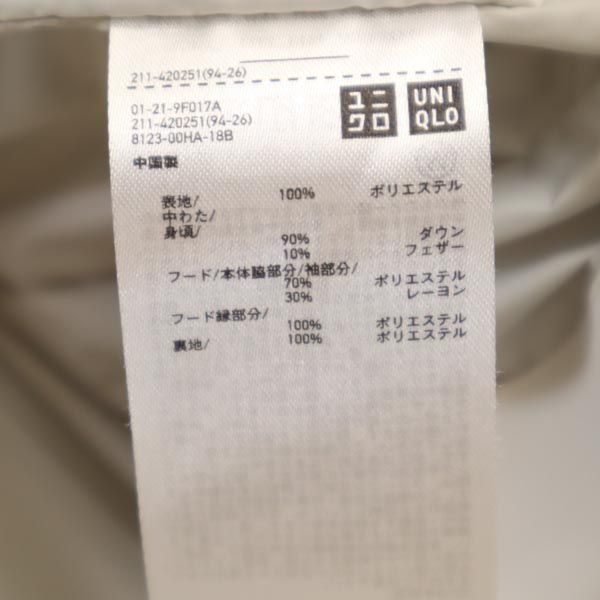 211-420251(94-26)
01-21-9F017A
211-420251(94-26)
8123-00HA-18B
ユニクロ
UNIQLO
中国製
表地/ 100% ポリエステル
中わた/
身頃/
90% ダウン
10% フェザー
フード/本体脇部分/袖部分/
70% ポリエステル
30% レーヨン
フード縁部分/
100% ポリエステル
裏地/ 100% ポリエステル